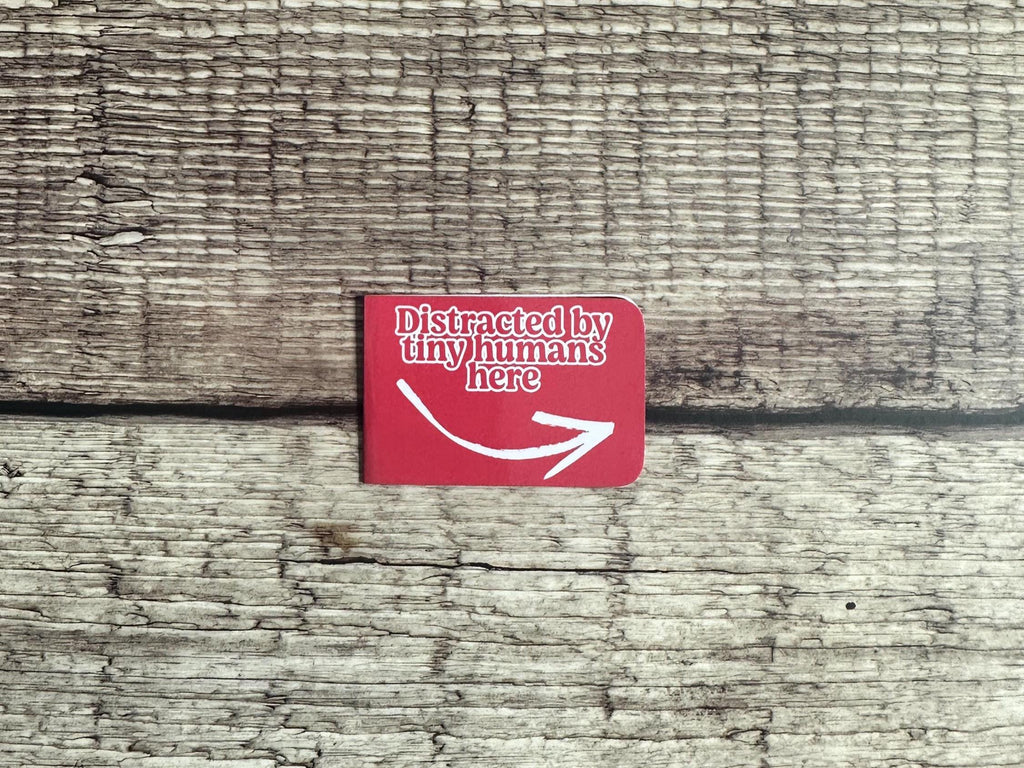 Distracted by
tiny humans
here